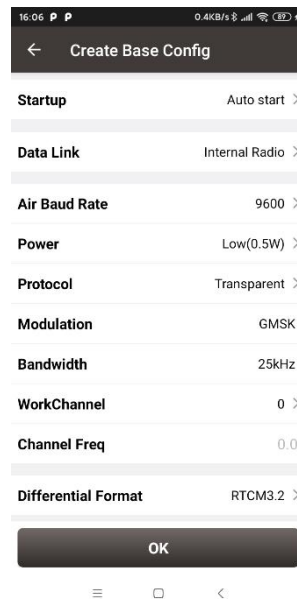 16:06 P P 0.4KB/s 89
Create Base Config
Startup Auto start
Data Link Internal Radio
Air Baud Rate 9600
Power Low(0.5W)
Protocol Transparent
Modulation GMSK
Bandwidth 25kHz
WorkChannel 0
Channel Freq 0.0
Differential Format RTCM3.2
OK